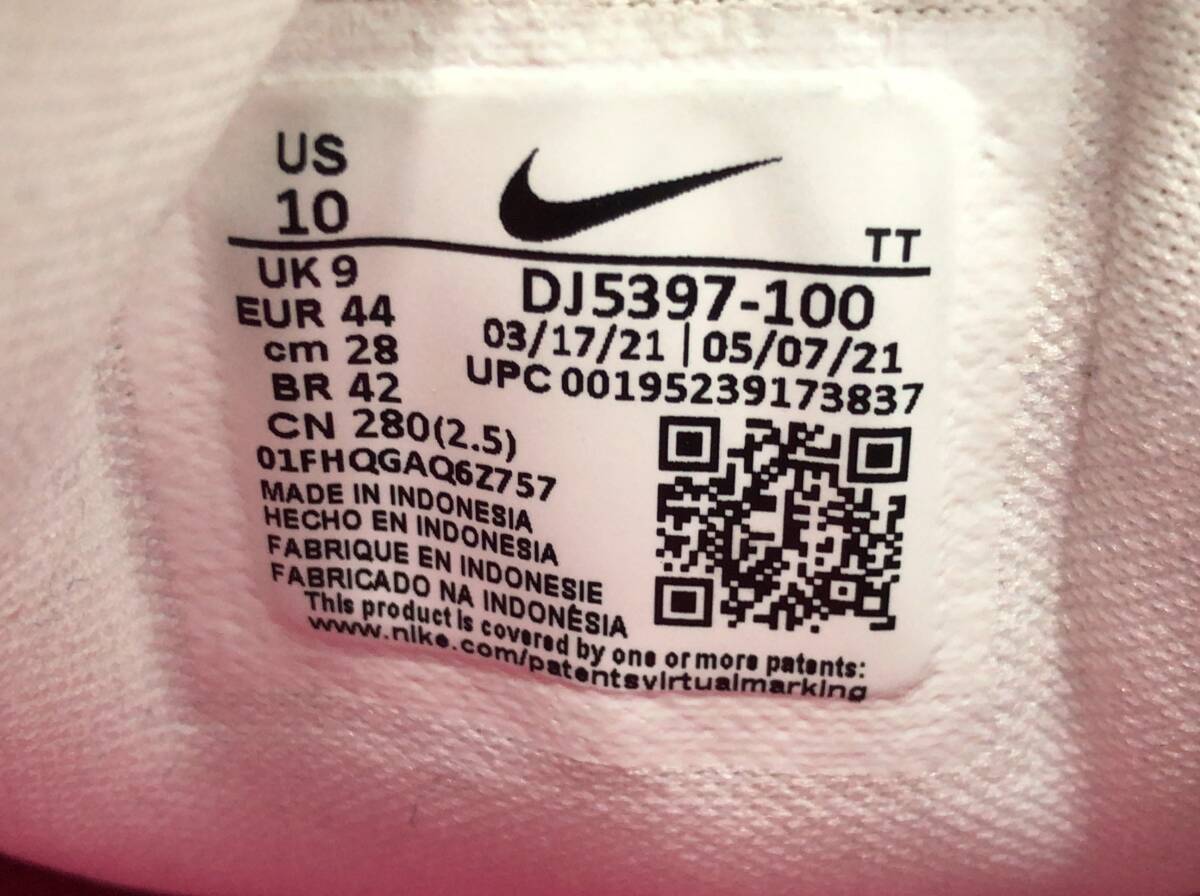 US
10
TT
UK 9
EUR 44
cm 28
BR 42
CN 280(2.5)
DJ5397-100
03/17/21 | 05/07/21
UPC 00195239173837
01FHQGAQ6Z757
MADE IN INDONESIA
HECHO EN INDONESIA
FABRIQUE EN INDONESIE
FABRICADO NA INDONÉSIA
This product is covered by one or more patents:
www.nike.com/patentsvirtualmarking